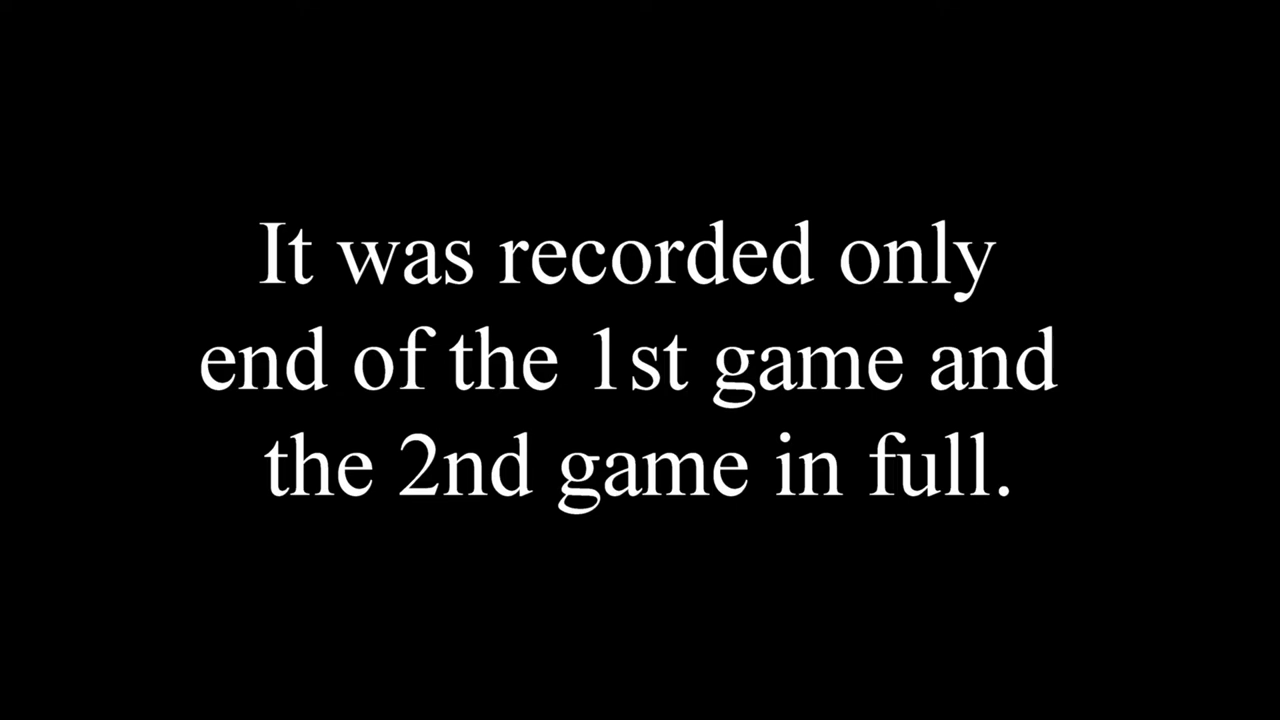 It was recorded only
end of the 1st game and
the 2nd game in full.